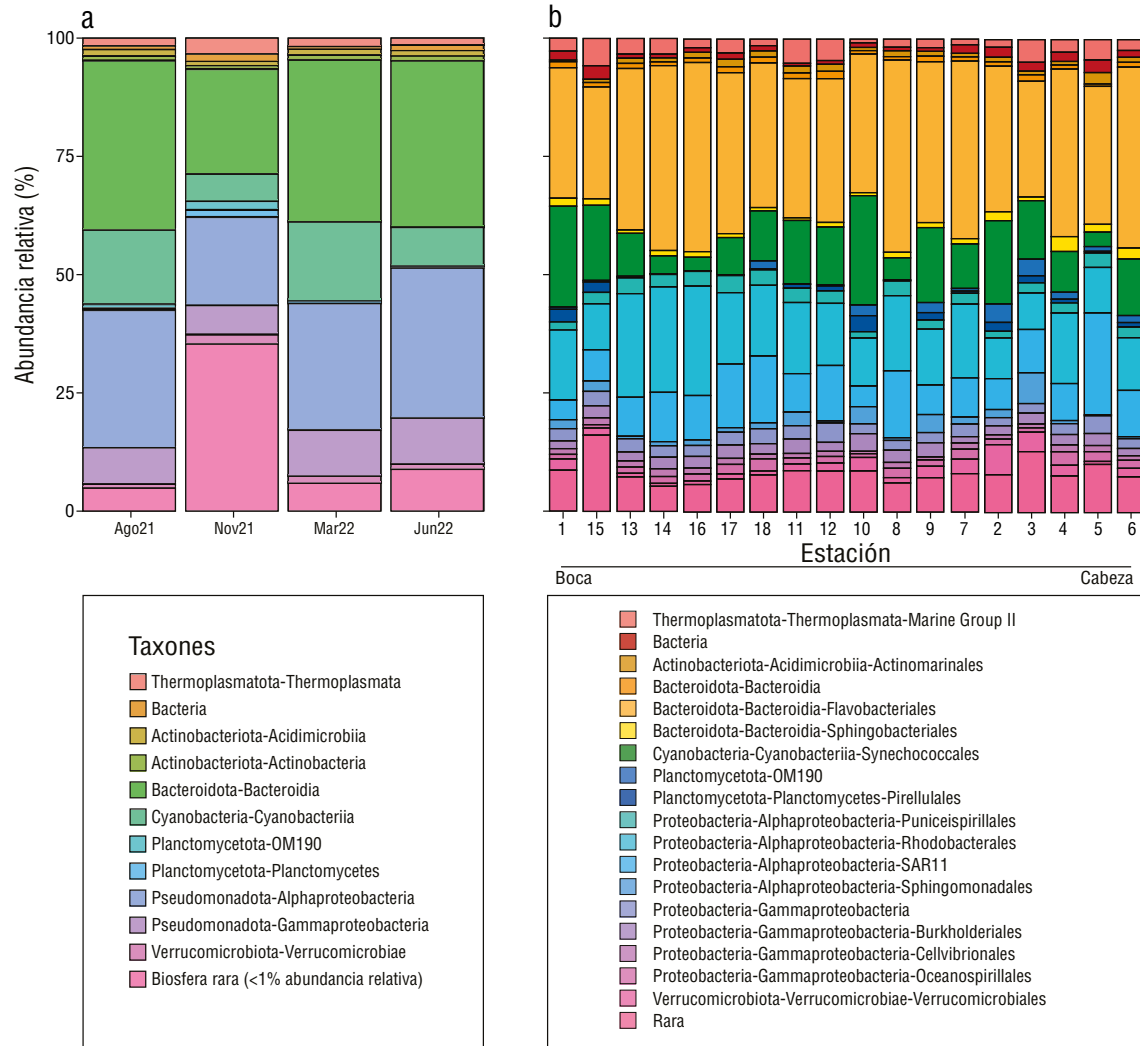 a
b
Abundancia relativa (%)
100
75
50
25
0
Ago21 Nov21 Mar22 Jun22
1 15 13 14 16 17 18 11 12 10 8 9 7 2 3 4 5 6
Estación
Boca Cabeza
Taxones
Thermoplasmatota-Thermoplasmata
Bacteria
Actinobacteriota-Acidimicrobiia
Actinobacteriota-Actinobacteria
Bacteroidota-Bacteroidia
Cyanobacteria-Cyanobacteriia
Planctomycetota-OM190
Planctomycetota-Planctomycetes
Pseudomonadota-Alphaproteobacteria
Pseudomonadota-Gammaproteobacteria
Verrucomicrobiota-Verrucomicrobiae
Biosfera rara (<1% abundancia relativa)
Thermoplasmatota-Thermoplasmata-Marine Group II
Bacteria
Actinobacteriota-Acidimicrobiia-Actinomarinales
Bacteroidota-Bacteroidia
Bacteroidota-Bacteroidia-Flavobacteriales
Bacteroidota-Bacteroidia-Sphingobacteriales
Cyanobacteria-Cyanobacteriia-Synechococcales
Planctomycetota-OM190
Planctomycetota-Planctomycetes-Pirellulales
Proteobacteria-Alphaproteobacteria-Puniceispirillales
Proteobacteria-Alphaproteobacteria-Rhodobacterales
Proteobacteria-Alphaproteobacteria-SAR11
Proteobacteria-Alphaproteobacteria-Sphingomonadales
Proteobacteria-Gammaproteobacteria
Proteobacteria-Gammaproteobacteria-Burkholderiales
Proteobacteria-Gammaproteobacteria-Cellvibrionales
Proteobacteria-Gammaproteobacteria-Oceanospirillales
Verrucomicrobiota-Verrucomicrobiae-Verrucomicrobiales
Rara